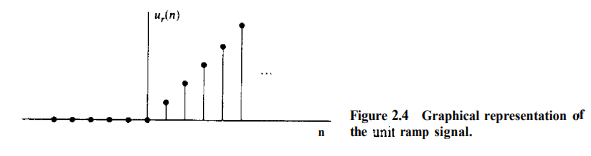 u_r(n)
...
n
Figure 2.4 Graphical representation of
the unit ramp signal.